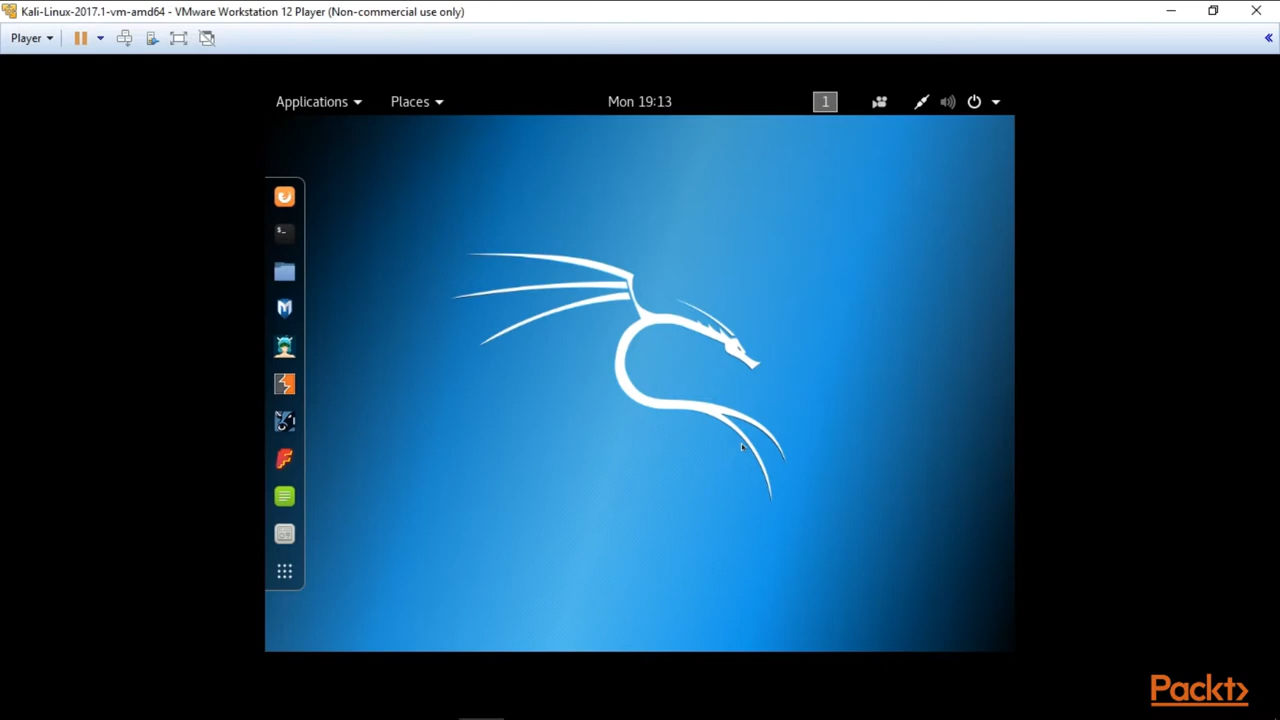 Kali-Linux-2017.1-vm-amd64 - VMware Workstation 12 Player (Non-commercial use only)
Player
Applications Places Mon 19:13 1
$_
Packt>